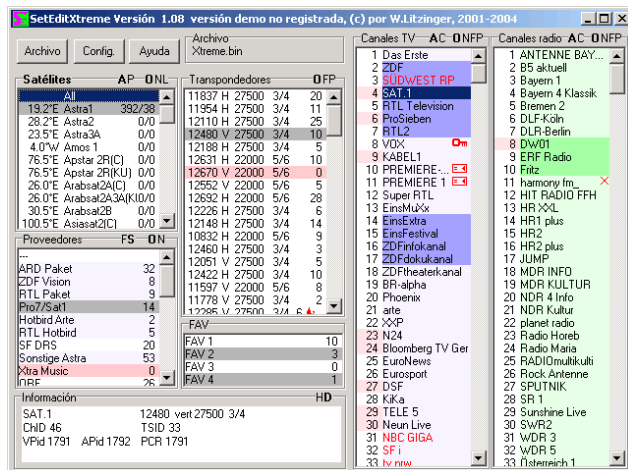 SetEditXtreme Versión 1.08 versión demo no registrada, (c) por W.Litzinger, 2001-2004
Archivo Config. Ayuda
Archivo
Xtreme.bin
Satélites AP ONL
All
19.2°E Astra1 392/38
28.2°E Astra2 0/0
23.5°E Astra3A 0/0
4.0°W Amos 1 0/0
76.5°E Apstar 2R(C) 0/0
76.5°E Apstar 2R(KU) 0/0
26.0°E Arabsat2A(C) 0/0
26.0°E Arabsat2A3A(KI0/0
30.5°E Arabsat2B 0/0
100.5°E Asiasat2(C) 0/0
Proveedores FS ON
---
ARD Paket 32
ZDF Vision 8
RTL Paket 9
Pro7/Sat1 14
Hotbird Arte 2
RTL Hotbird 5
SF DRS 20
Sonstige Astra 53
Xtra Music 0
ORF 26
Transpondedores OFP
11837 H 27500 3/4 20
11954 H 27500 3/4 11
12110 H 27500 3/4 25
12480 V 27500 3/4 10
12188 H 27500 3/4 5
12631 H 22000 5/6 10
12670 V 22000 5/6 0
12552 V 22000 5/6 5
12692 H 22000 5/6 28
12226 H 27500 3/4 6
12148 H 27500 3/4 14
10832 H 22000 5/6 9
12460 H 27500 3/4 3
12051 V 27500 3/4 5
12422 H 27500 3/4 10
11597 V 22000 5/6 8
11778 V 27500 3/4 2
12285 V 27500 3/4 6
FAV
FAV 1 10
FAV 2 3
FAV 3 0
FAV 4 1
Información HD
SAT.1 12480 vert 27500 3/4
ChID 46 TSID 33
VPid 1791 APid 1792 PCR 1791
Canales TV AC ONFP
1 Das Erste
2 ZDF
3 SÜDWEST RP
4 SAT.1
5 RTL Television
6 ProSieben
7 RTL2
8 VOX
9 KABEL1
10 PREMIERE-...
11 PREMIERE 1
12 Super RTL
13 EinsMuXx
14 EinsExtra
15 EinsFestival
16 ZDFinfokanal
17 ZDFdokukanal
18 ZDFtheaterkanal
19 BR-alpha
20 Phoenix
21 arte
22 XXP
23 N24
24 Bloomberg TV Ger
25 EuroNews
26 Eurosport
27 DSF
28 KiKa
29 TELE 5
30 Neun Live
31 NBC GIGA
32 SF i
33 tv nrw
Canales radio AC ONFP
1 ANTENNE BAY...
2 B5 aktuell
3 Bayern 1
4 Bayern 4 Klassik
5 Bremen 2
6 DLF-Köln
7 DLR-Berlin
8 DW01
9 ERF Radio
10 Fritz
11 harmony fm_
12 HIT RADIO FFH
13 HR XXL
14 HR1 plus
15 HR2
16 HR2 plus
17 JUMP
18 MDR INFO
19 MDR KULTUR
20 NDR 4 Info
21 NDR Kultur
22 planet radio
23 Radio Horeb
24 Radio Maria
25 RADIOmultikulti
26 Rock Antenne
27 SPUTNIK
28 SR 1
29 Sunshine Live
30 SWR2
31 WDR 3
32 WDR 5
33 Österreich 1